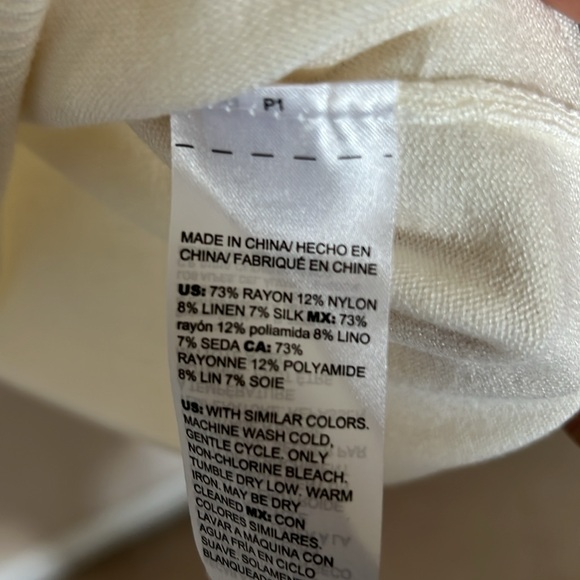 P1
MADE IN CHINA/ HECHO EN
CHINA/ FABRIQUÉ EN CHINE
US: 73% RAYON 12% NYLON
8% LINEN 7% SILK MX: 73%
rayón 12% poliamida 8% LINO
7% SEDA CA: 73%
RAYONNE 12% POLYAMIDE
8% LIN 7% SOIE
US: WITH SIMILAR COLORS.
MACHINE WASH COLD,
GENTLE CYCLE. ONLY
NON-CHLORINE BLEACH.
TUMBLE DRY LOW. WARM
IRON. MAY BE DRY
CLEANED MX: CON
COLORES SIMILARES.
LAVAR A MÁQUINA CON
AGUA FRÍA EN CICLO
SUAVE. SOLAMENTE